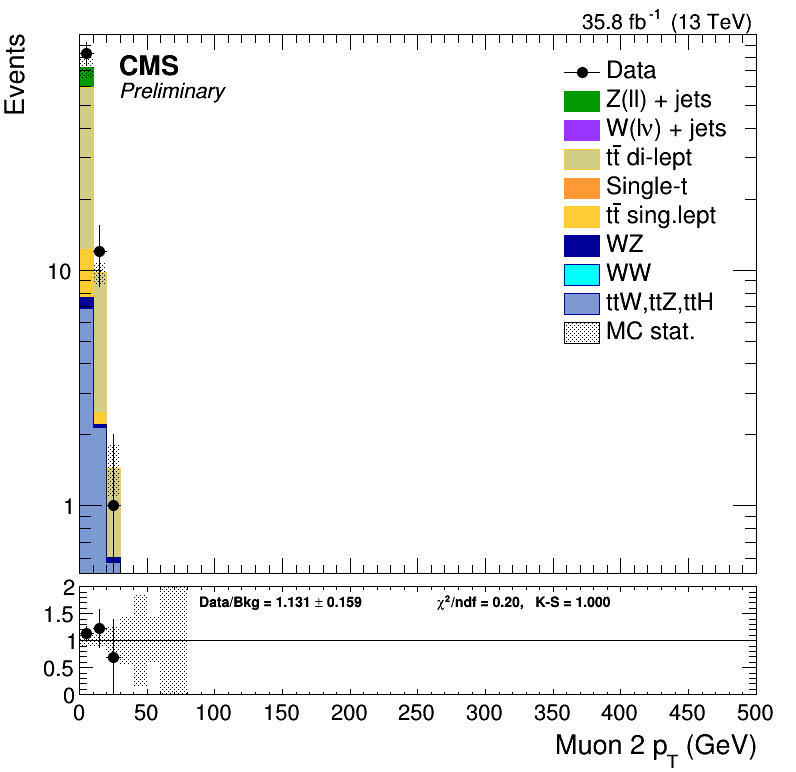 35.8 fb⁻¹ (13 TeV)
Events
CMS
Preliminary
Data
Z(ll) + jets
W(lν) + jets
tt̄ di-lept
Single-t
tt̄ sing.lept
WZ
WW
ttW,ttZ,ttH
MC stat.
10
1
Data/Bkg = 1.131 ± 0.159 χ²/ndf = 0.20, K-S = 1.000
2
1.5
1
0.5
0
0 50 100 150 200 250 300 350 400 450 500
Muon 2 p_T (GeV)